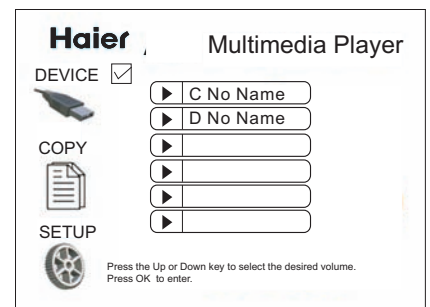 Haier
Multimedia Player
DEVICE
C No Name
D No Name
COPY
SETUP
Press the Up or Down key to select the desired volume.
Press OK to enter.